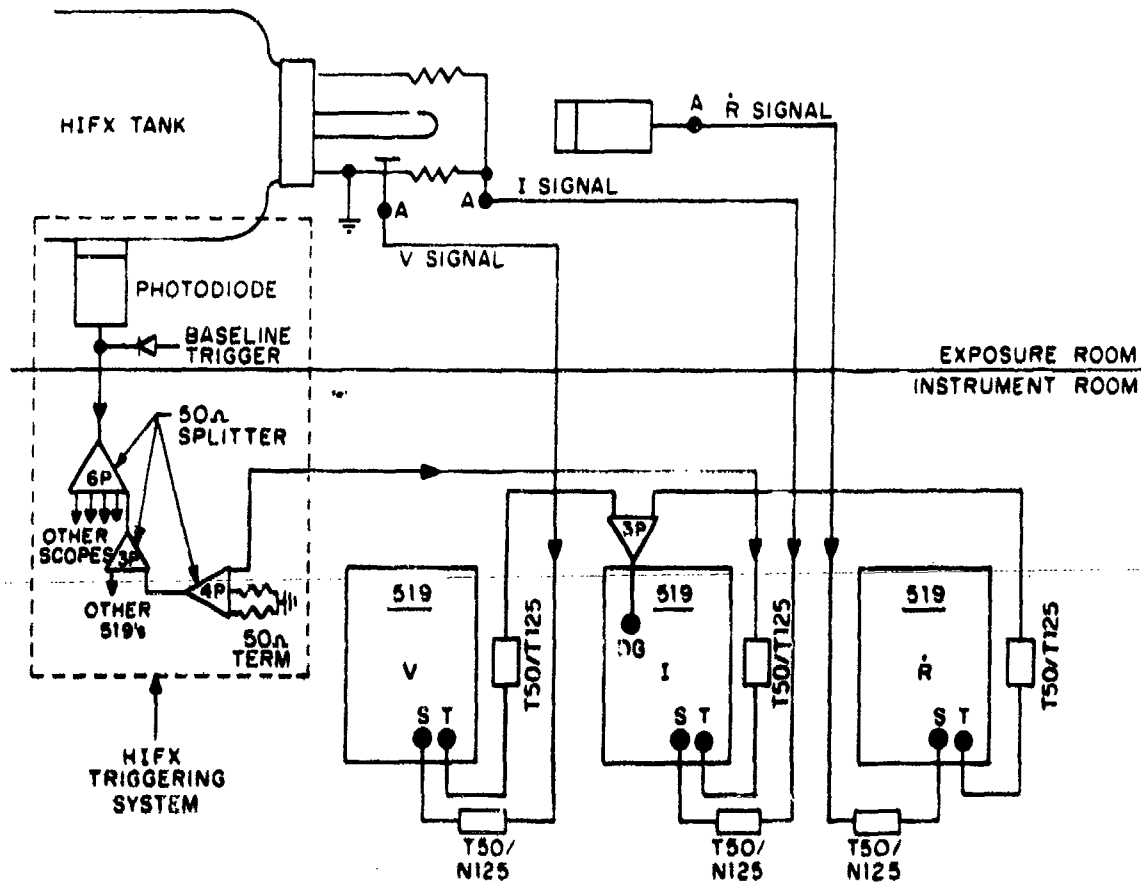 HIFX TANK
A
Ṙ SIGNAL
A
I SIGNAL
A
V SIGNAL
PHOTODIODE
BASELINE
TRIGGER
EXPOSURE ROOM
INSTRUMENT ROOM
50Ω
SPLITTER
6P
OTHER
SCOPES
3P
4P
OTHER
519's
50Ω
TERM
HIFX
TRIGGERING
SYSTEM
3P
519
V
S T
T50/T125
T50/
N125
519
DG
I
S T
T50/T125
T50/
N125
519
Ṙ
S T
T50/T125
T50/
N125